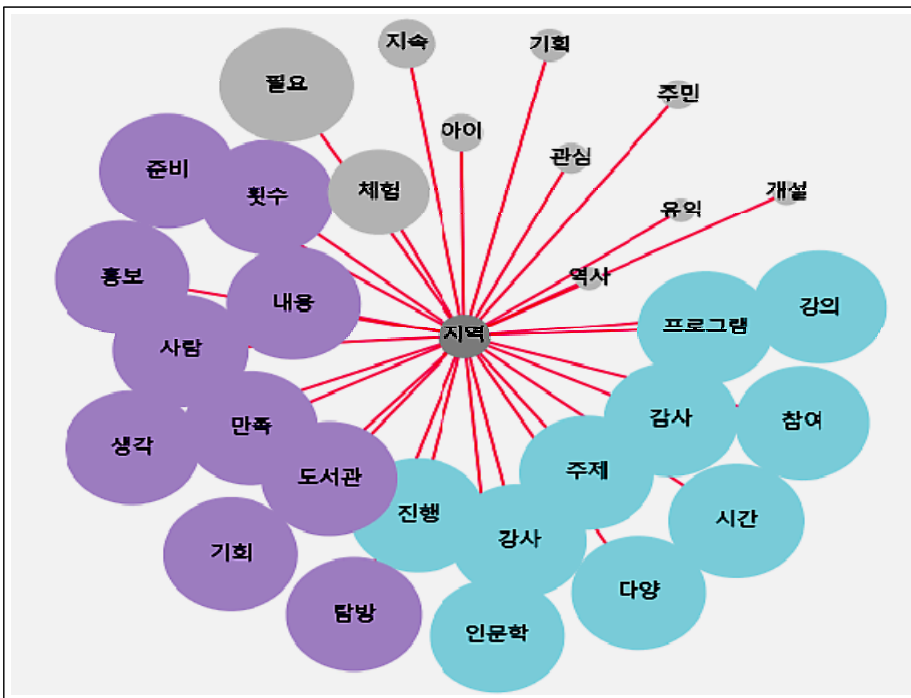 지속
기획
필요
주민
아이
관심
준비
횟수
체험
개설
유익
홍보
내용
역사
강의
사람
지역
프로그램
생각
만족
감사
참여
도서관
주제
진행
강사
시간
기회
다양
탐방
인문학